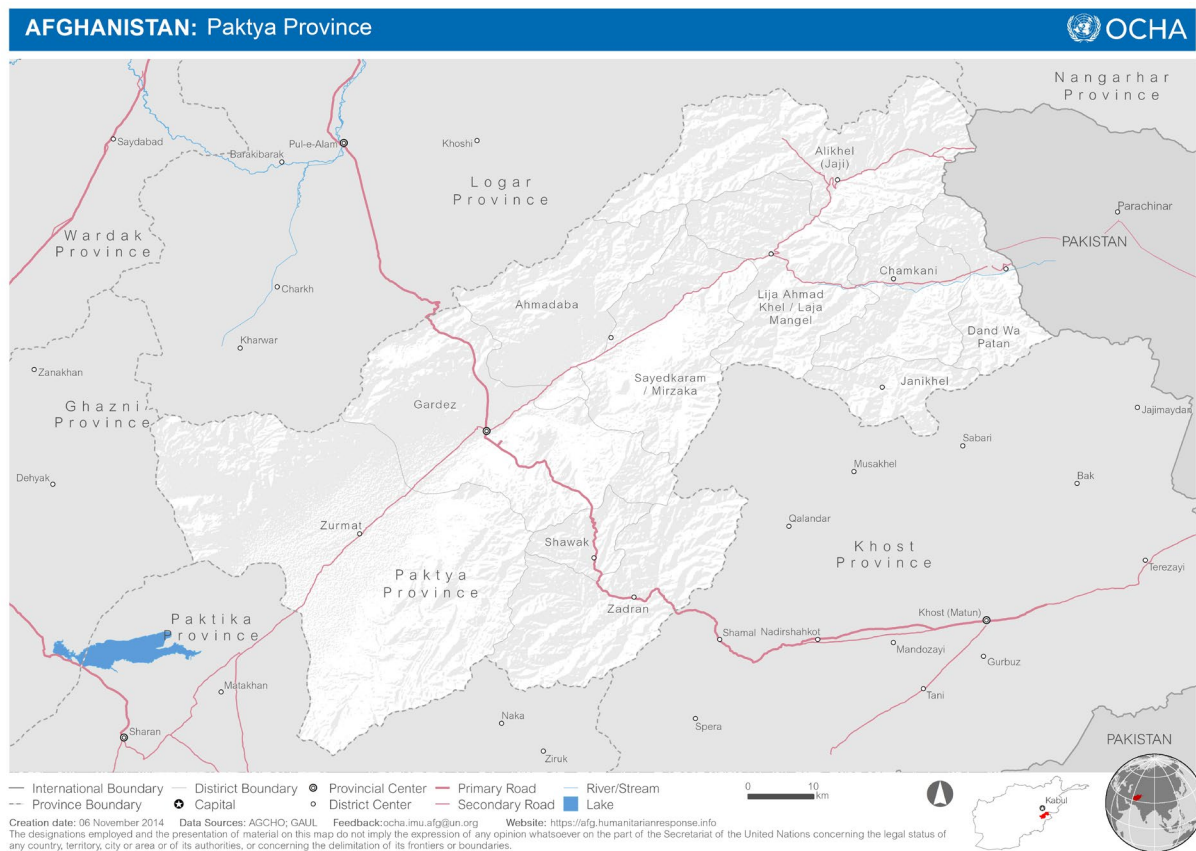 AFGHANISTAN: Paktya Province
OCHA
Nangarhar
Province
Saydabad
Barakibarak
Pul-e-Alam
Khoshi
Alikhel
(Jaji)
Logar
Province
Parachinar
Wardak
Province
PAKISTAN
Chamkani
Charkh
Ahmadaba
Lija Ahmad
Khel / Laja
Mangel
Dand Wa
Patan
Kharwar
Zanakhan
Sayedkaram
/ Mirzaka
Janikhel
Gardez
Ghazni
Province
Jajimaydan
Sabari
Musakhel
Dehyak
Bak
Qalandar
Zurmat
Shawak
Khost
Province
Terezayi
Paktya
Province
Zadran
Khost (Matun)
Paktika
Province
Shamal
Nadirshahkot
Mandozayi
Gurbuz
Matakhan
Tani
Naka
Spera
Sharan
Ziruk
PAKISTAN
International Boundary
District Boundary
Provincial Center
Primary Road
River/Stream
0 10
km
Province Boundary
Capital
District Center
Secondary Road
Lake
Kabul
Creation date: 06 November 2014 Data Sources: AGCHO; GAUL Feedback:ocha.imu.afg@un.org Website: https://afg.humanitarianresponse.info
The designations employed and the presentation of material on this map do not imply the expression of any opinion whatsoever on the part of the Secretariat of the United Nations concerning the legal status of
any country, territory, city or area or of its authorities, or concerning the delimitation of its frontiers or boundaries.